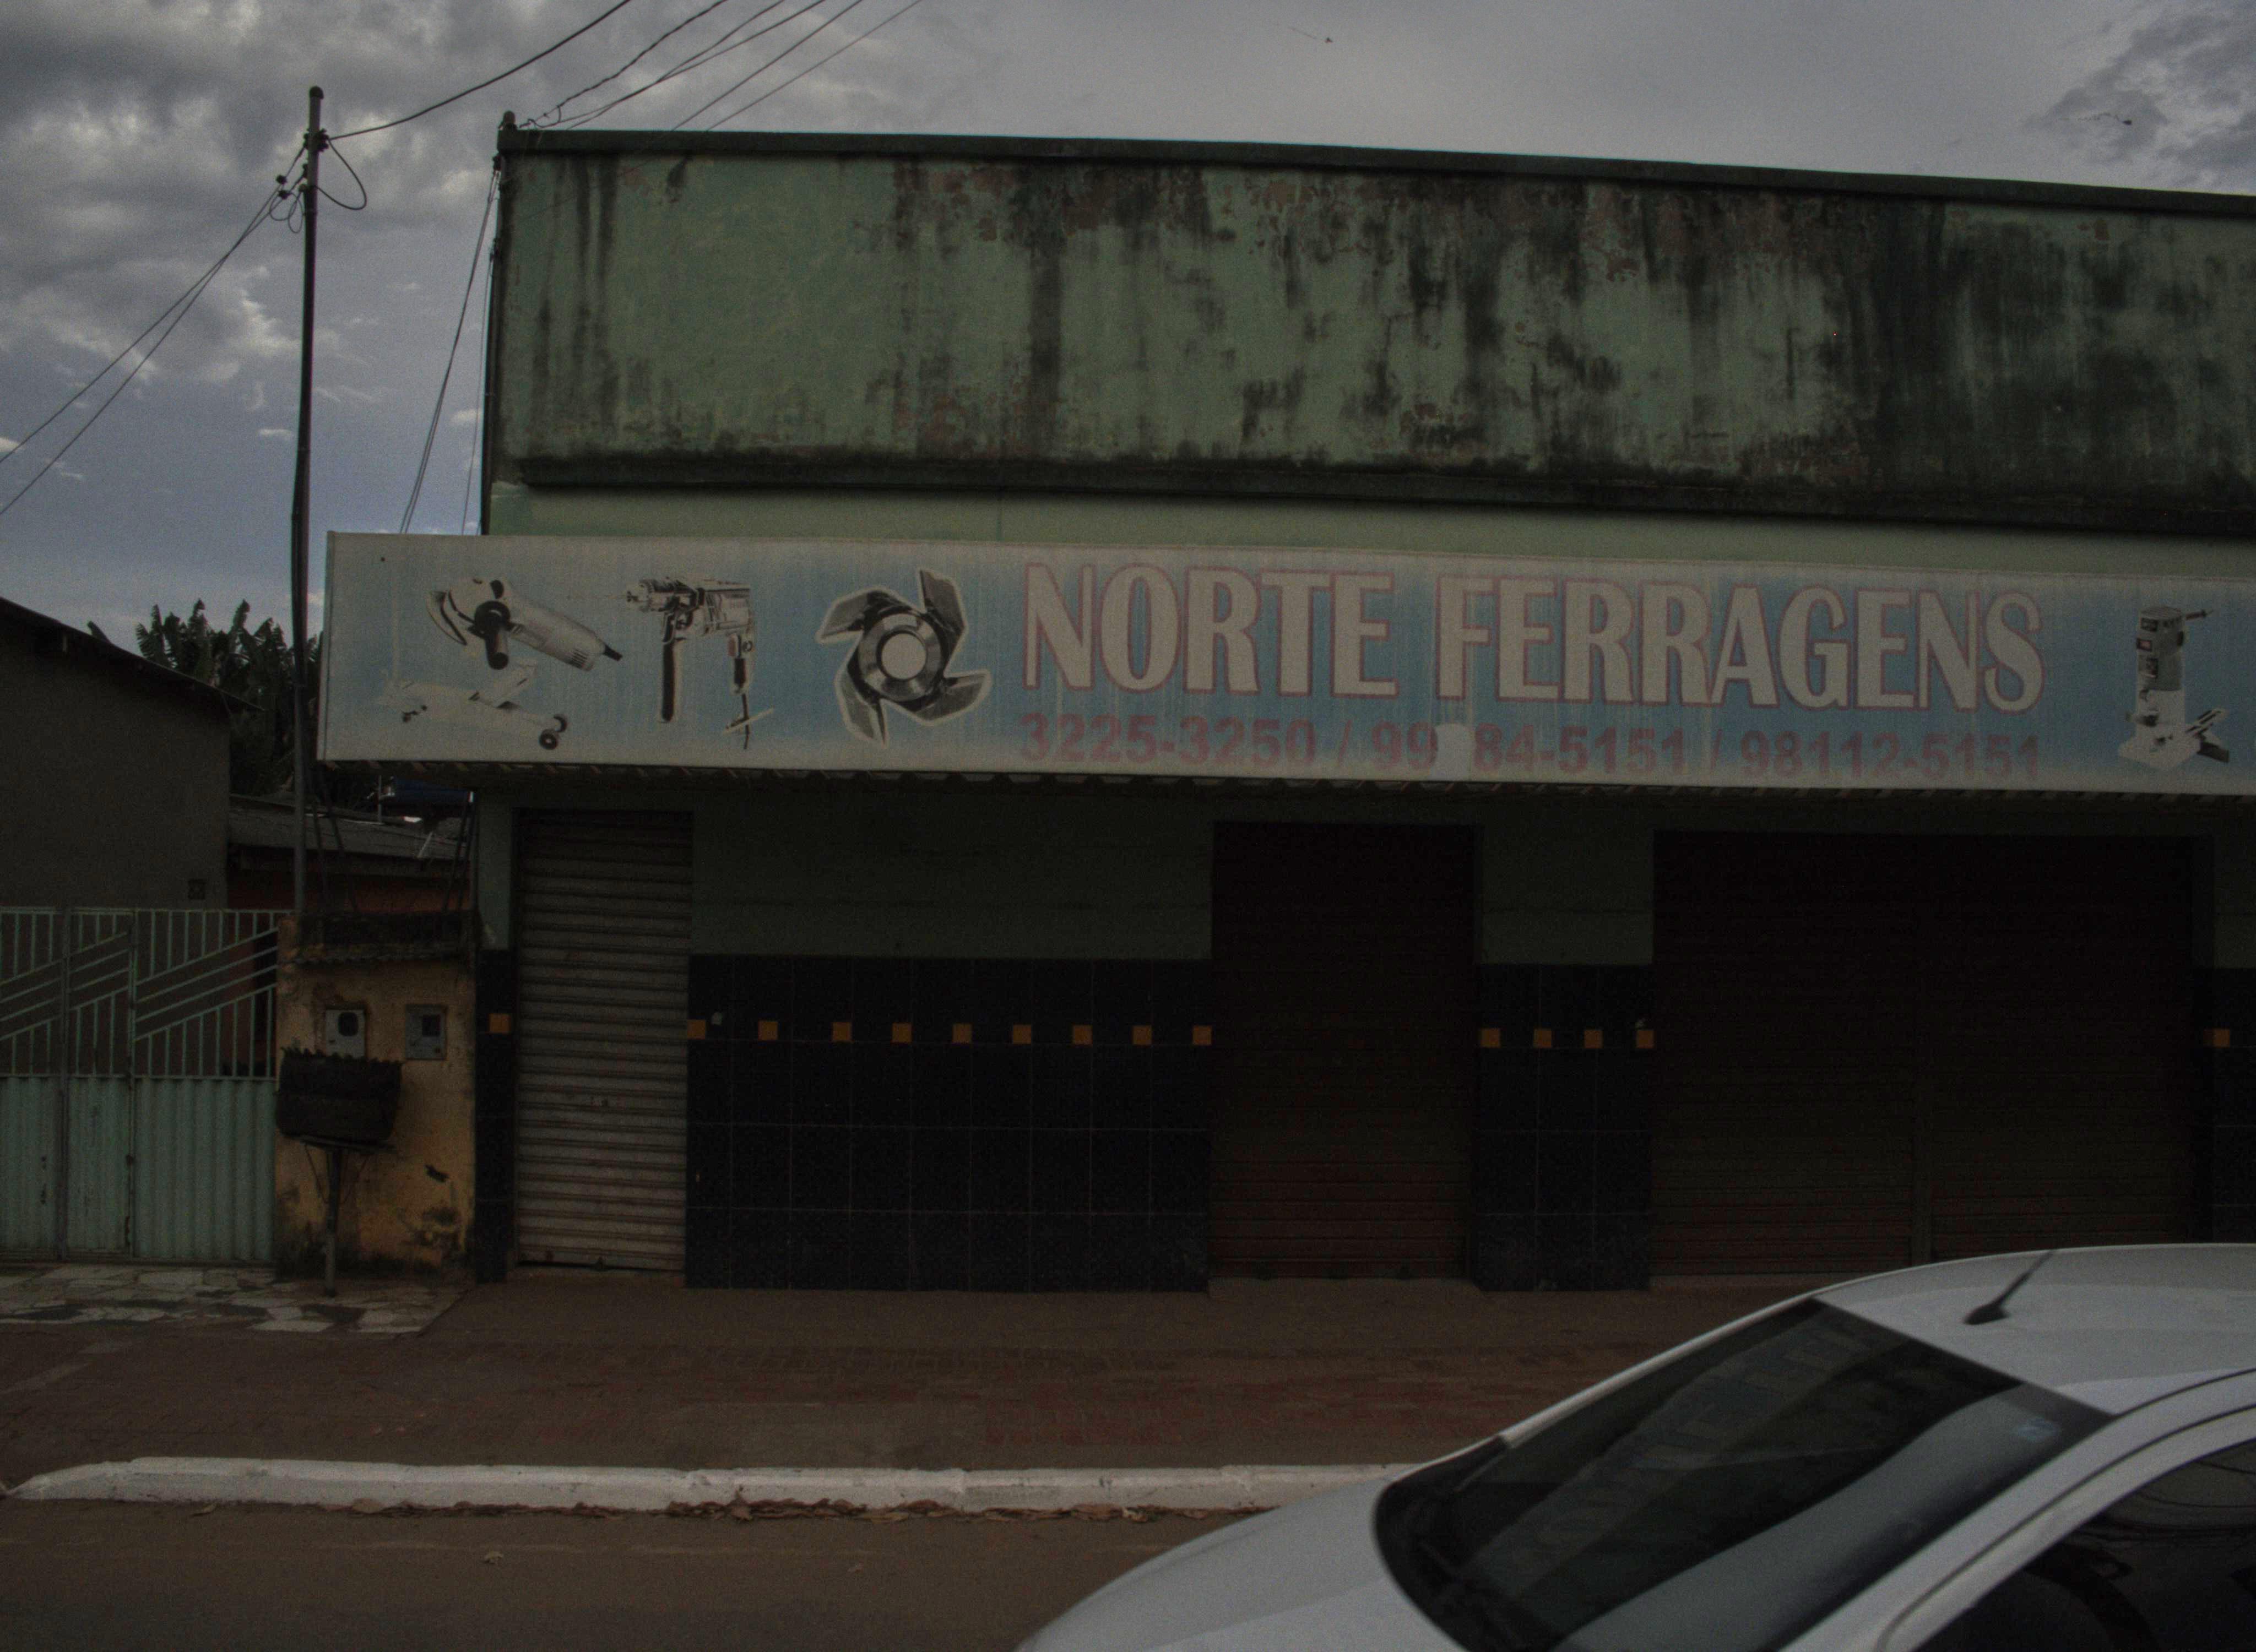 NORTE FERRAGENS
3225-3250 / 99 84-5151 / 98112-5151